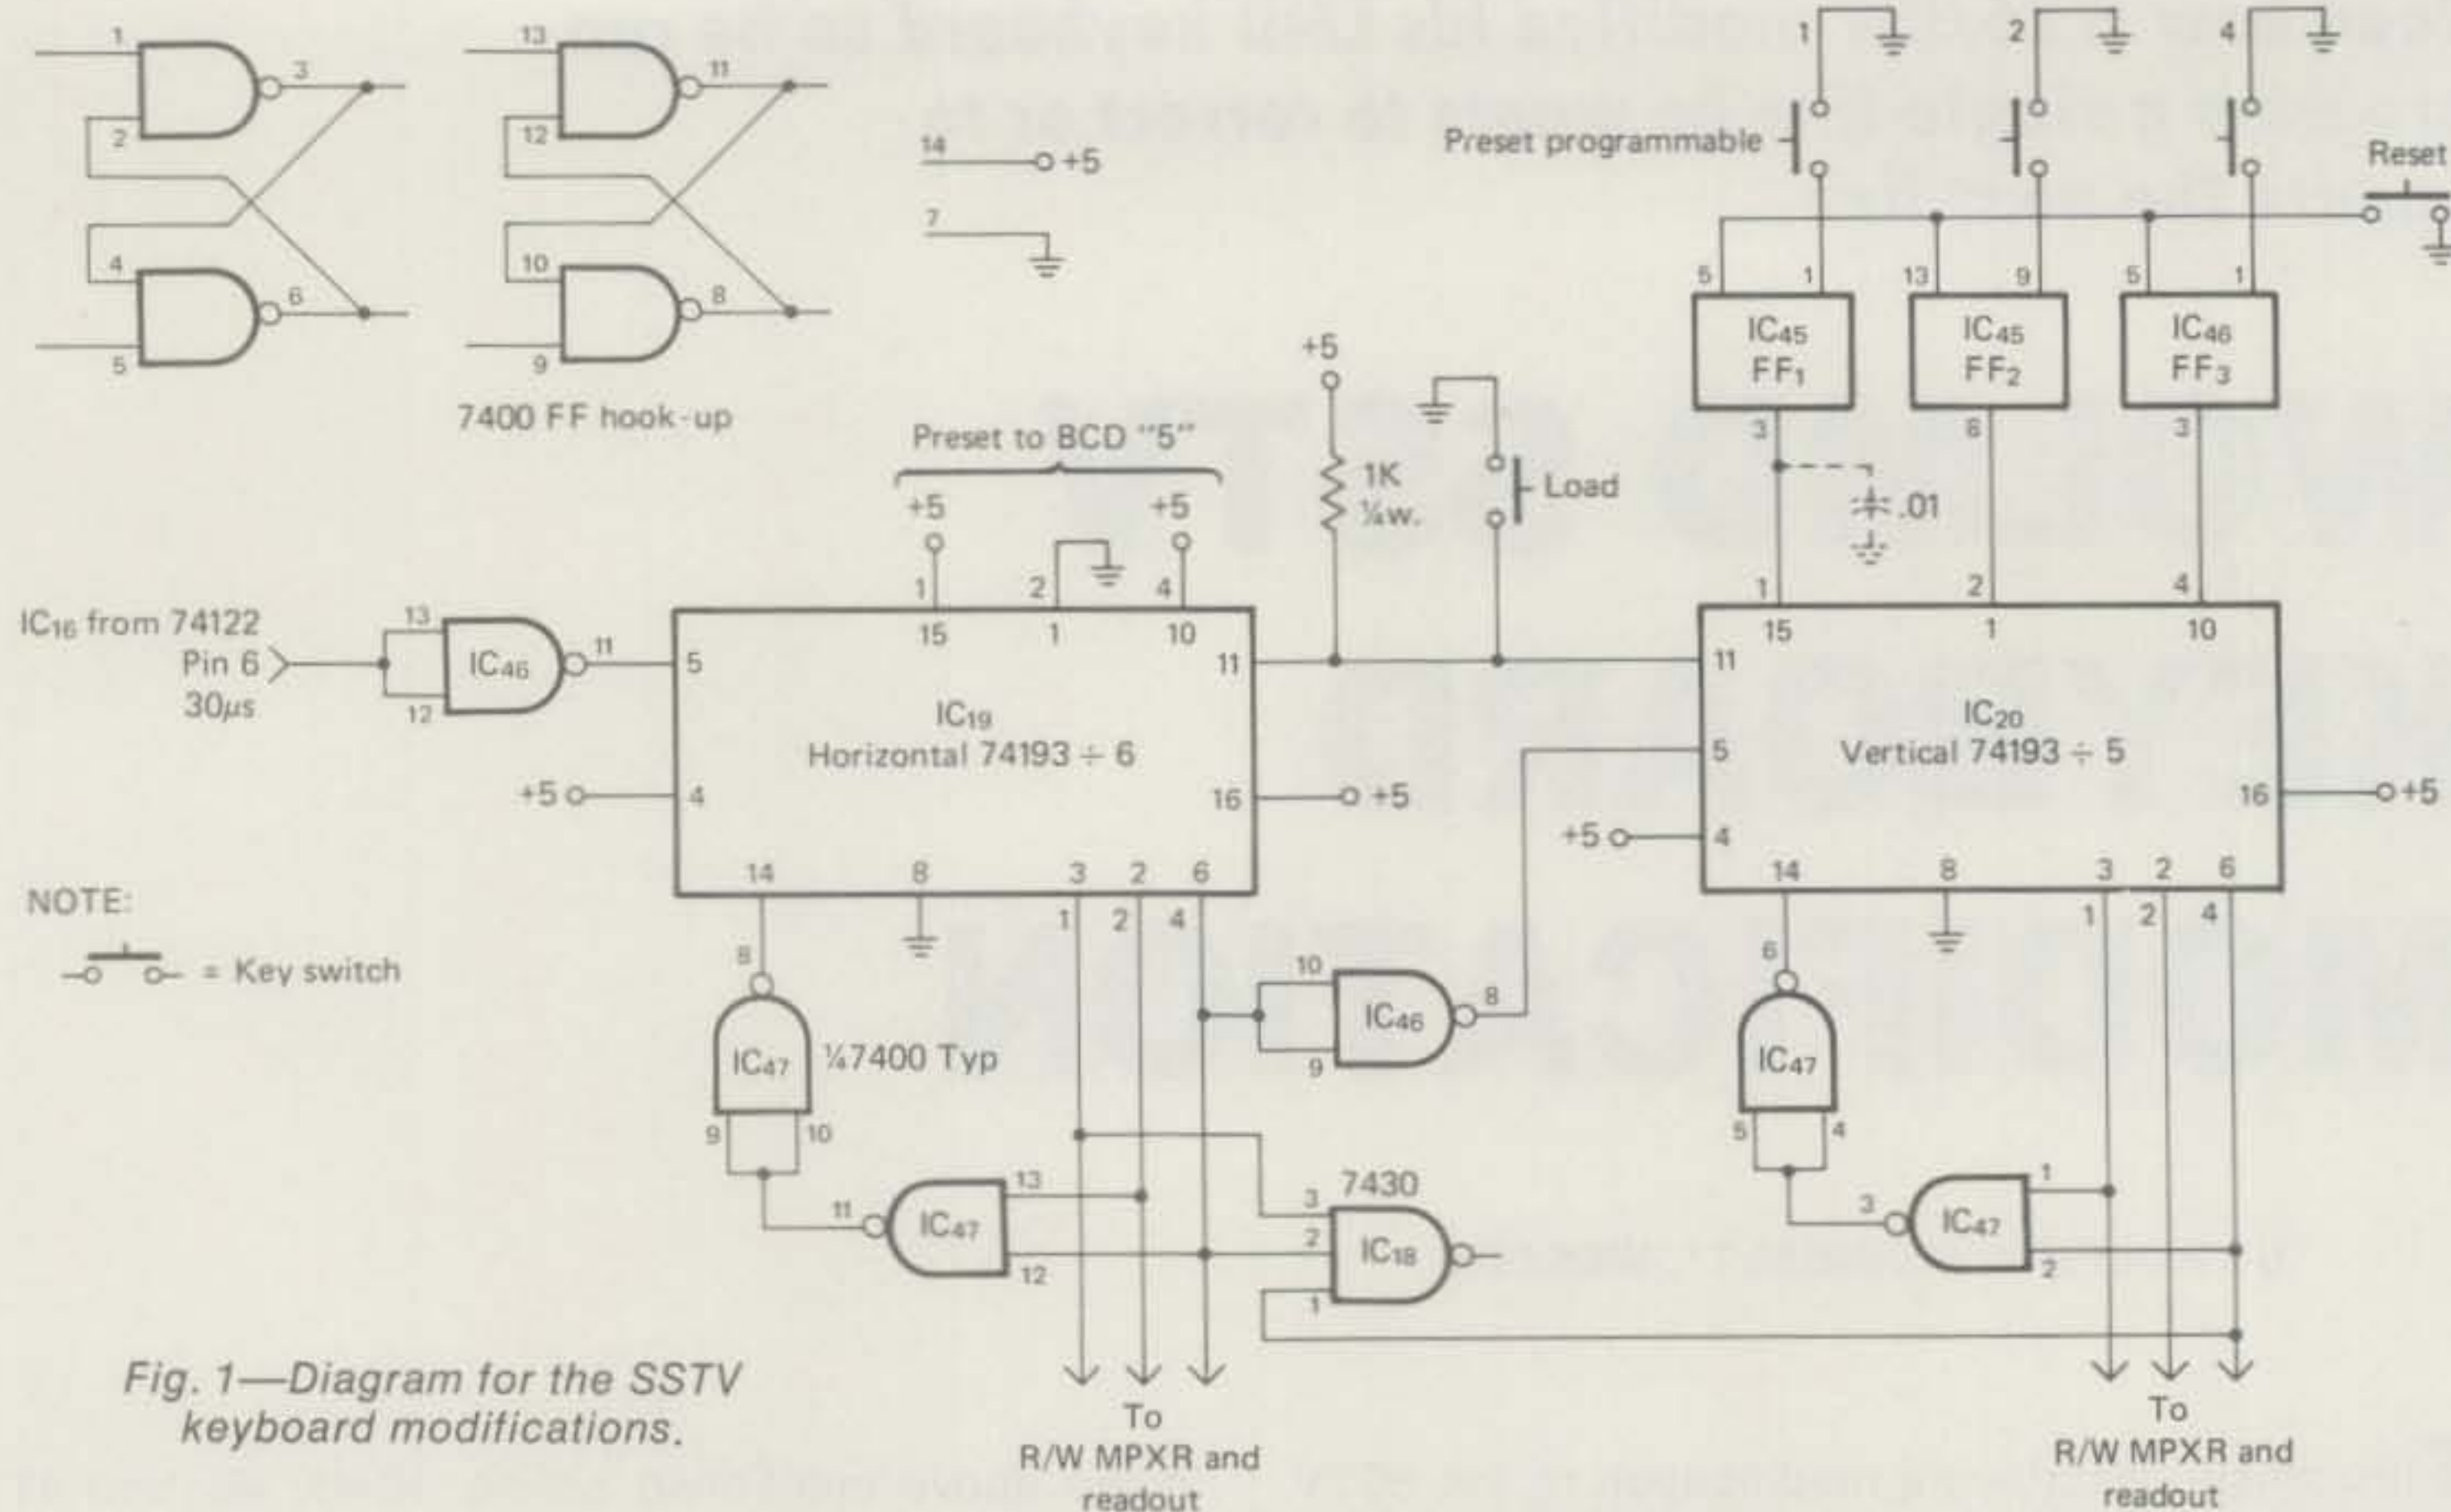 1
3
2
4
6
5
13
11
12
10
8
9
7400 FF hook-up
14
+5
7
1
2
4
Preset programmable
Reset
5
1
13
9
5
1
IC45
FF1
IC45
FF2
IC46
FF3
3
8
3
.01
Preset to BCD "5"
+5
+5
+5
1K
¼w.
Load
1
2
4
1
2
4
IC16 from 74122
Pin 6
30µs
13
12
IC46
11
5
15
1
10
11
IC19
Horizontal 74193 ÷ 6
+5
4
16
+5
14
8
3
2
6
1
2
4
15
1
10
11
5
IC20
Vertical 74193 ÷ 5
+5
4
16
+5
14
8
3
2
6
1
2
4
NOTE:
= Key switch
8
IC47
¼7400 Typ
9
10
11
IC47
13
12
10
9
IC46
8
7430
3
2
1
IC18
6
IC47
5
4
3
IC47
1
2
Fig. 1—Diagram for the SSTV
keyboard modifications.
To
R/W MPXR and
readout
To
R/W MPXR and
readout